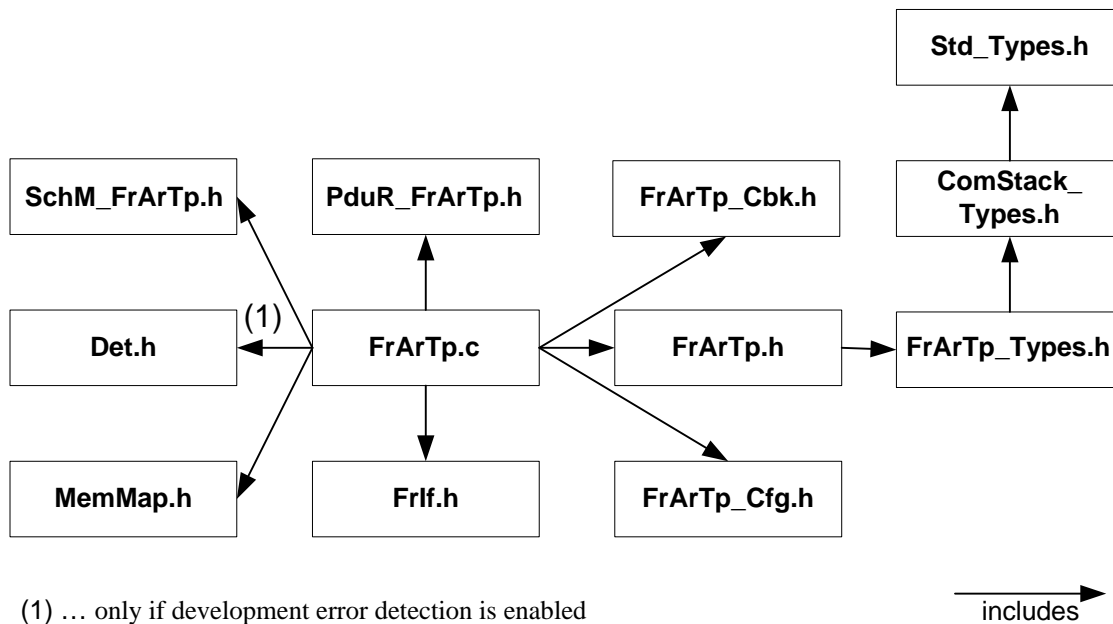 Std_Types.h
SchM_FrArTp.h
PduR_FrArTp.h
FrArTp_Cbk.h
ComStack_
Types.h
(1)
Det.h
FrArTp.c
FrArTp.h
FrArTp_Types.h
MemMap.h
FrIf.h
FrArTp_Cfg.h
(1) … only if development error detection is enabled
includes